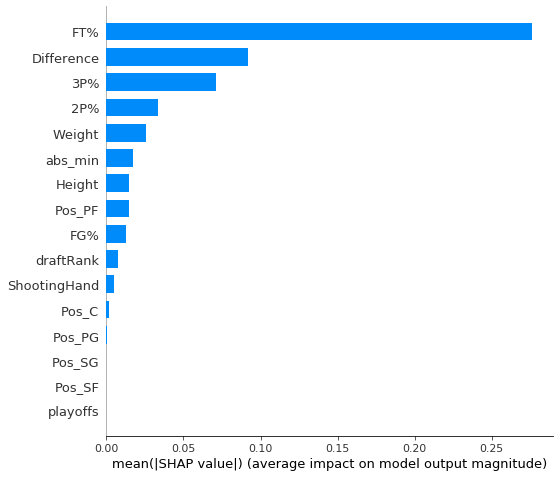 FT%
Difference
3P%
2P%
Weight
abs_min
Height
Pos_PF
FG%
draftRank
ShootingHand
Pos_C
Pos_PG
Pos_SG
Pos_SF
playoffs
0.00 0.05 0.10 0.15 0.20 0.25
mean(|SHAP value|) (average impact on model output magnitude)